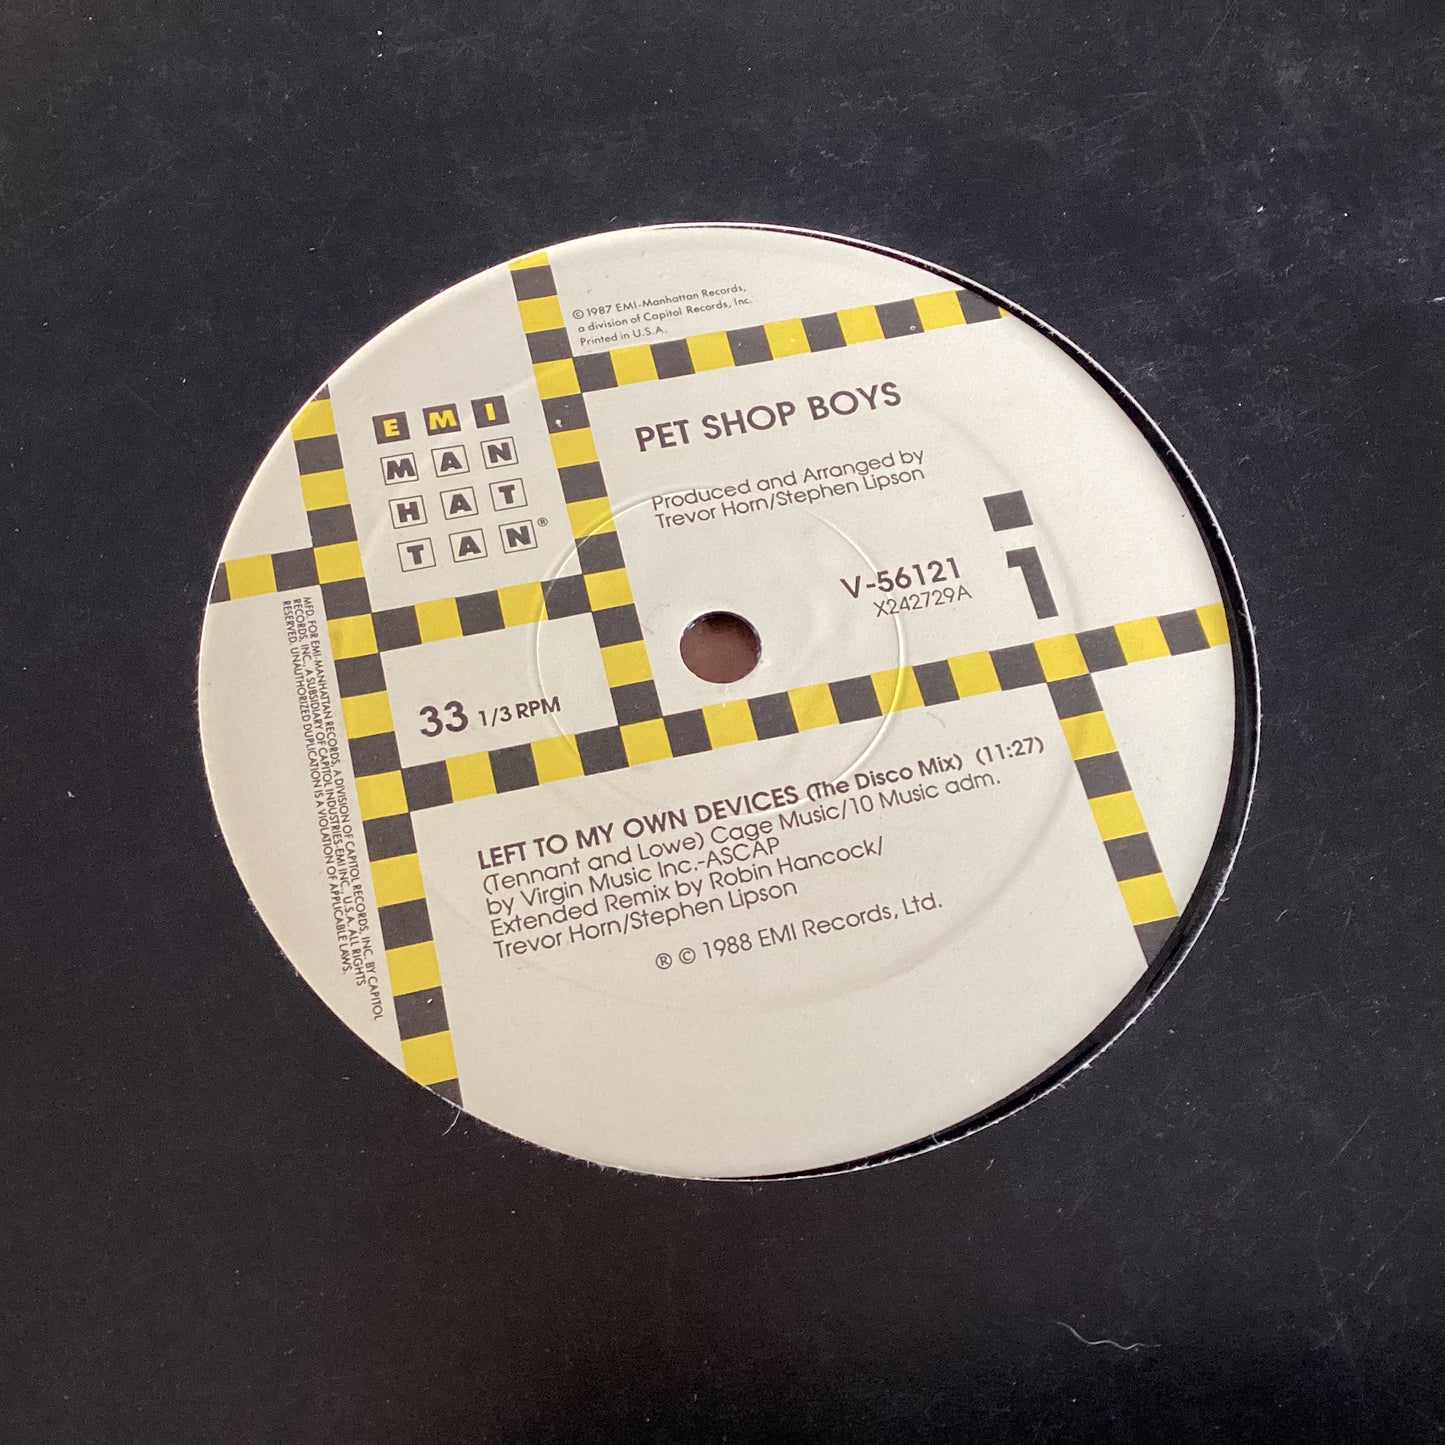 © 1987 EMI-Manhattan Records,
a division of Capitol Records, Inc.
Printed in U.S.A.
EMI
MAN
HAT
TAN®
PET SHOP BOYS
Produced and Arranged by
Trevor Horn/Stephen Lipson
V-56121
X242729A
1
33 1/3 RPM
LEFT TO MY OWN DEVICES (The Disco Mix) (11:27)
(Tennant and Lowe) Cage Music/10 Music adm.
by Virgin Music Inc.-ASCAP
Extended Remix by Robin Hancock/
Trevor Horn/Stephen Lipson
® © 1988 EMI Records, Ltd.
MFD. FOR EMI-MANHATTAN RECORDS, A DIVISION OF CAPITOL RECORDS, INC. BY CAPITOL
RECORDS, INC., A SUBSIDIARY OF CAPITOL INDUSTRIES-EMI INC., U.S.A. ALL RIGHTS
RESERVED. UNAUTHORIZED DUPLICATION IS A VIOLATION OF APPLICABLE LAWS.